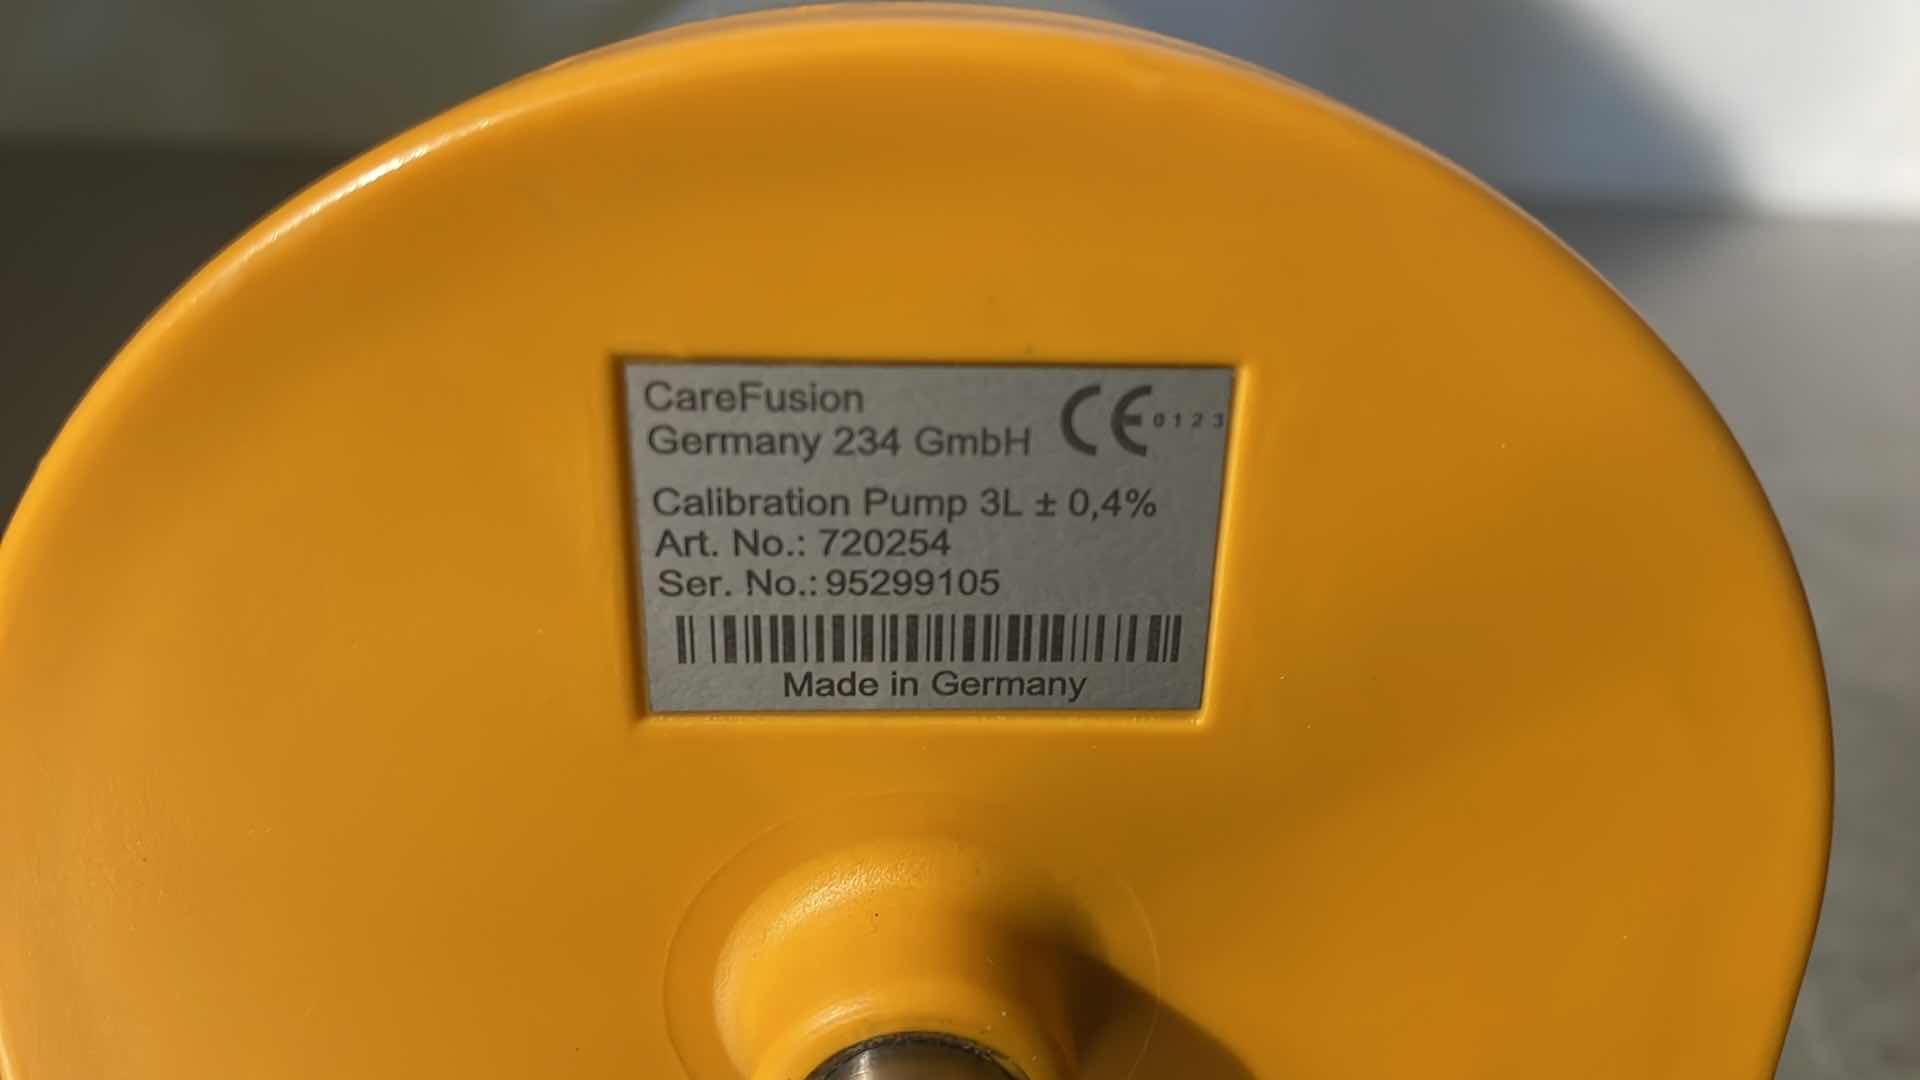 CareFusion
Germany 234 GmbH CE 0123
Calibration Pump 3L ± 0,4%
Art. No.: 720254
Ser. No.: 95299105
Made in Germany